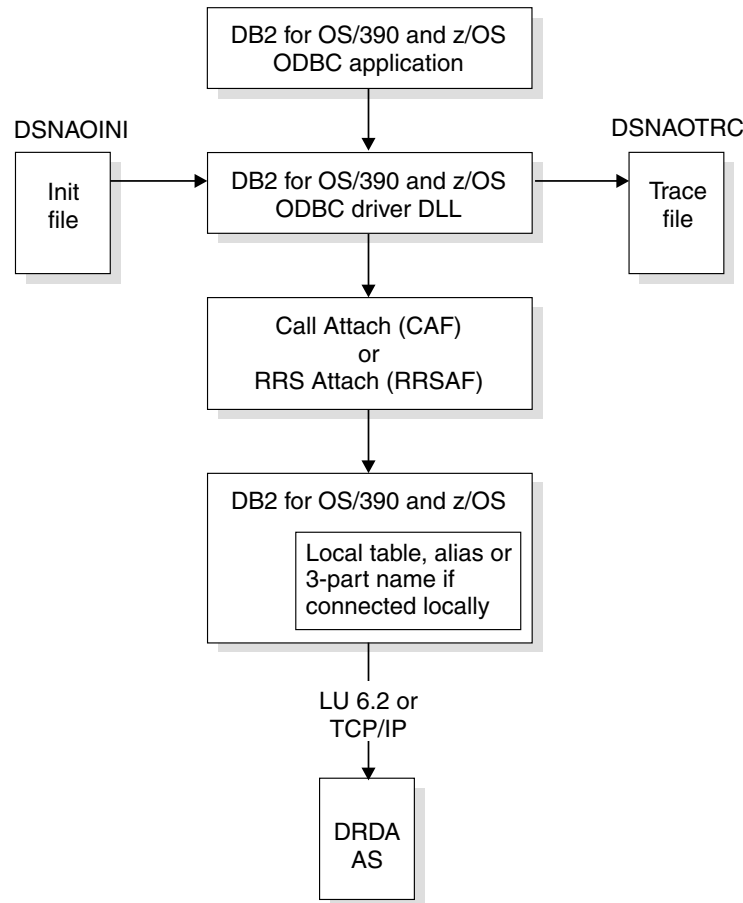 DB2 for OS/390 and z/OS
ODBC application
DSNAOINI
DSNAOTRC
Init
file
DB2 for OS/390 and z/OS
ODBC driver DLL
Trace
file
Call Attach (CAF)
or
RRS Attach (RRSAF)
DB2 for OS/390 and z/OS
Local table, alias or
3-part name if
connected locally
LU 6.2 or
TCP/IP
DRDA
AS